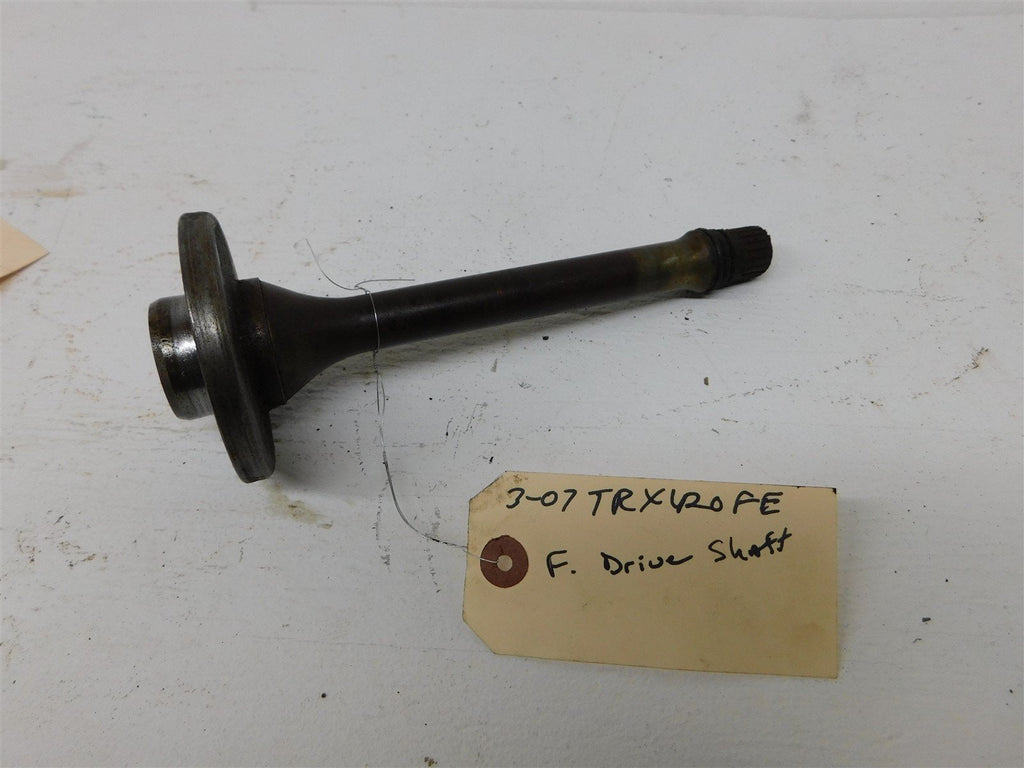 3-07 TRX420FE
F. Drive Shaft